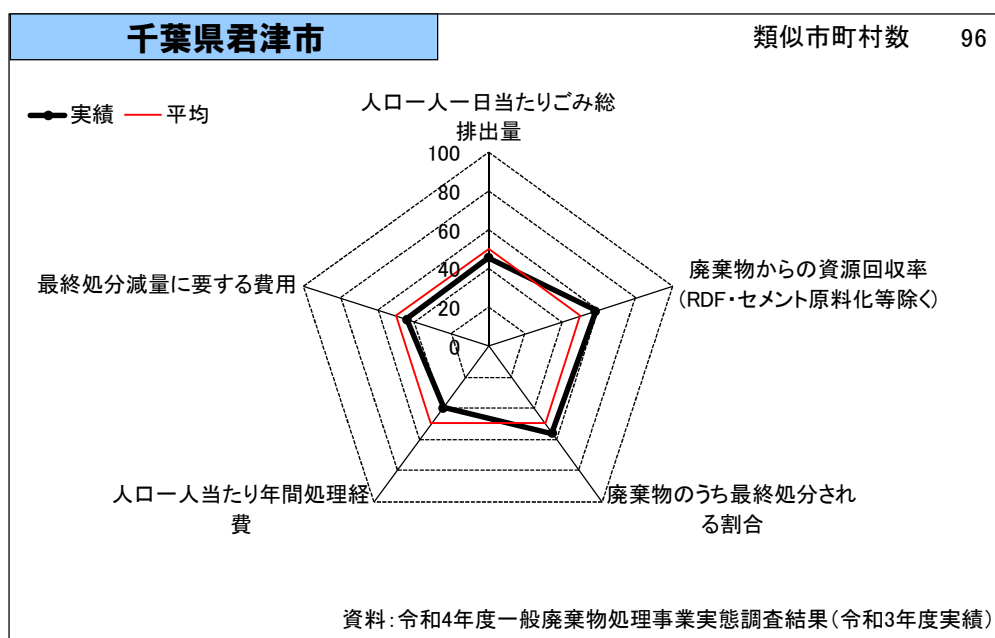 千葉県君津市
類似市町村数 96
実績 平均
人口一人一日当たりごみ総
排出量
100
80
60
40
20
0
廃棄物からの資源回収率
(RDF・セメント原料化等除く)
最終処分減量に要する費用
人口一人当たり年間処理経
費
廃棄物のうち最終処分され
る割合
資料:令和4年度一般廃棄物処理事業実態調査結果(令和3年度実績)